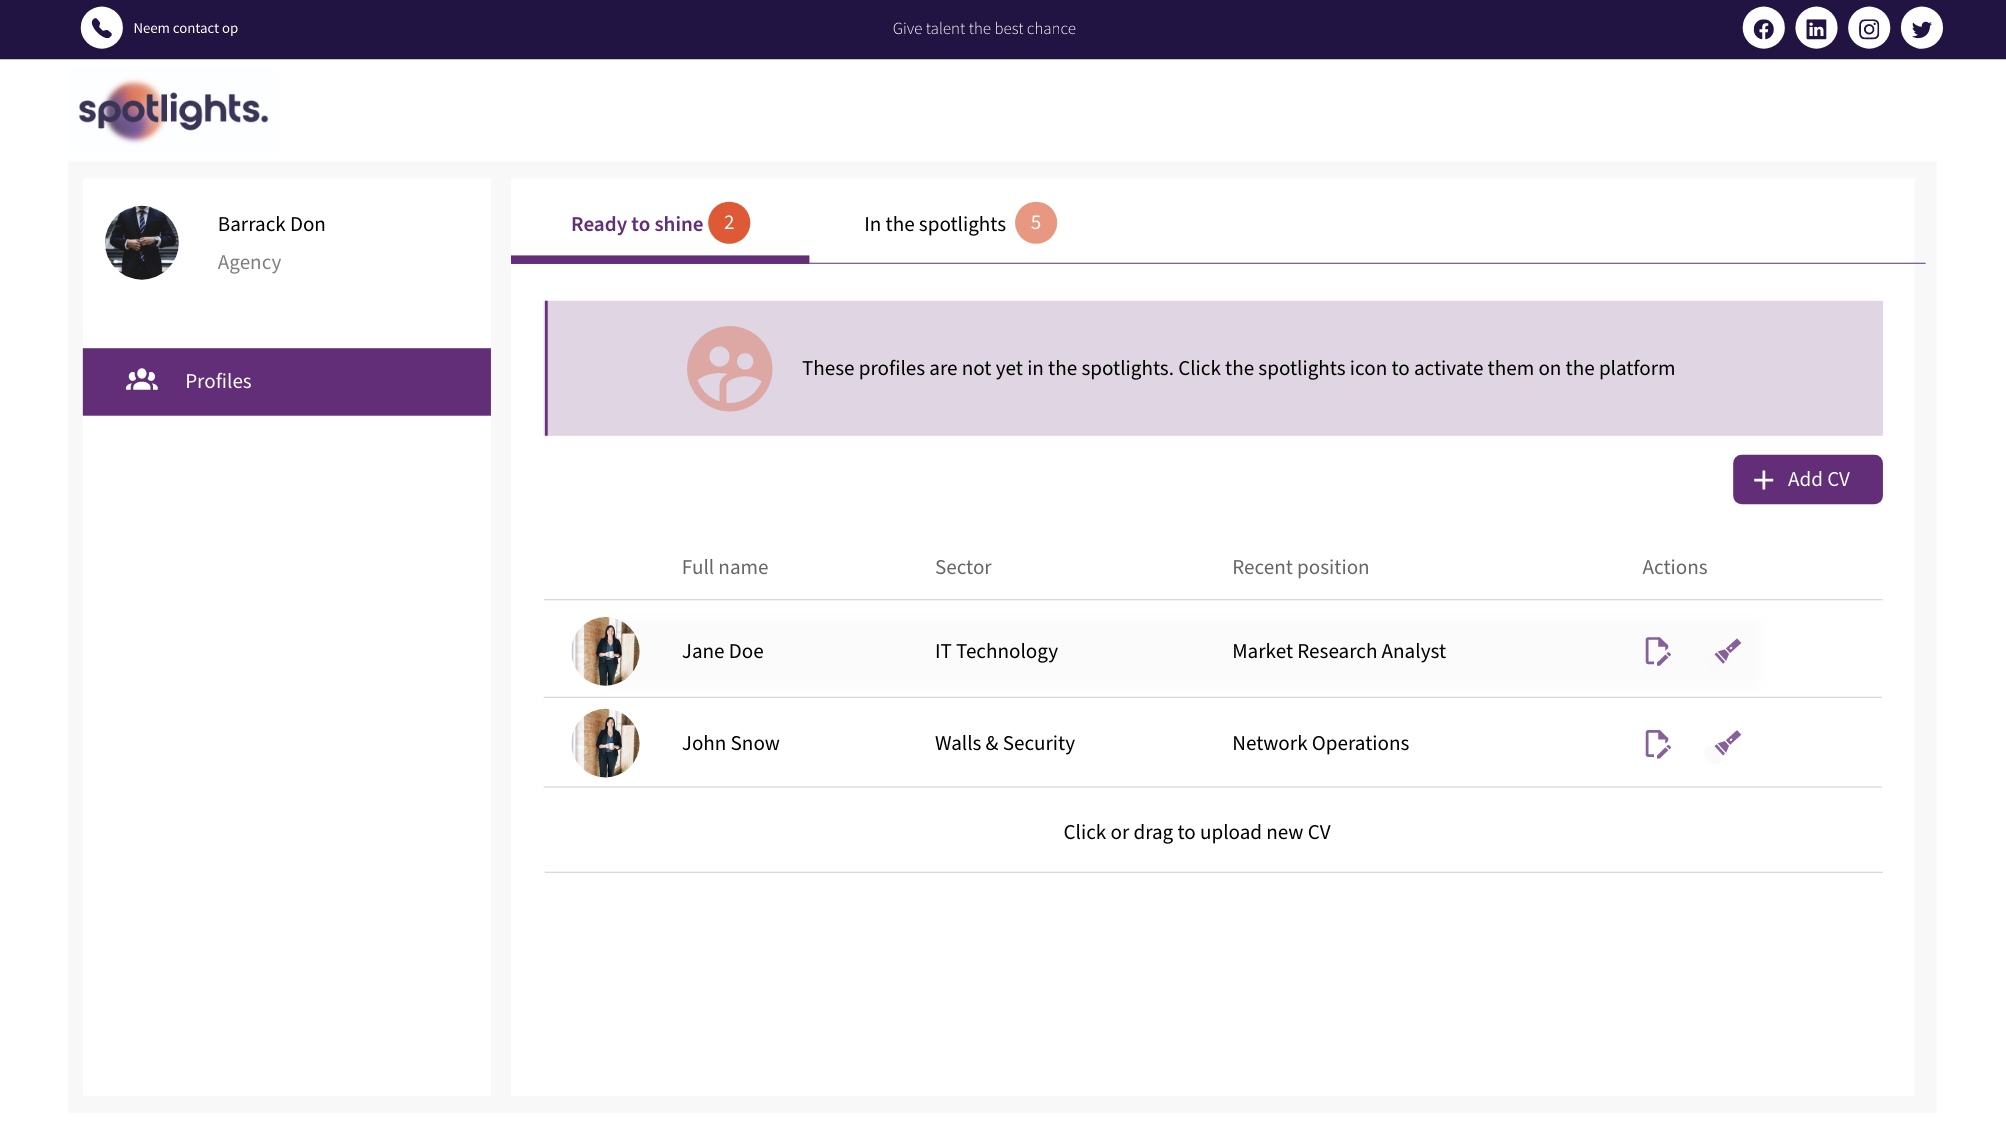 Neem contact op
Give talent the best chance
spotlights.
Barrack Don
Agency
Profiles
Ready to shine 2
In the spotlights 5
These profiles are not yet in the spotlights. Click the spotlights icon to activate them on the platform
+ Add CV
Full name Sector Recent position Actions
Jane Doe IT Technology Market Research Analyst
John Snow Walls & Security Network Operations
Click or drag to upload new CV